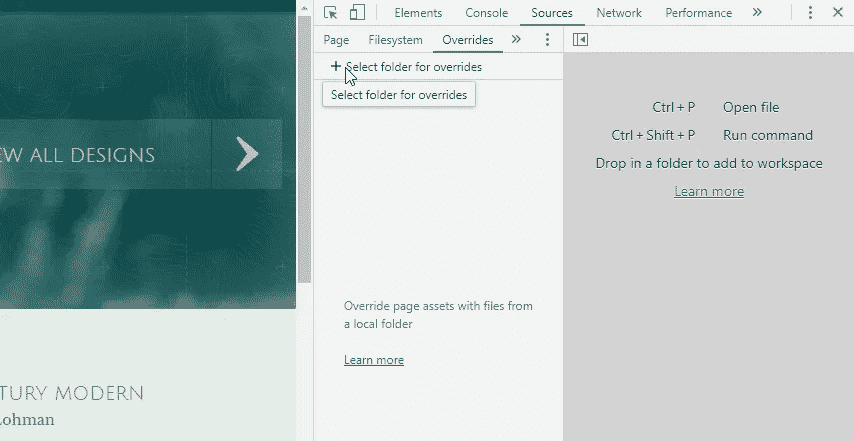 Elements Console Sources Network Performance »
Page Filesystem Overrides »
+ Select folder for overrides
Select folder for overrides
Ctrl + P Open file
Ctrl + Shift + P Run command
Drop in a folder to add to workspace
Learn more
EW ALL DESIGNS
Override page assets with files from
a local folder
Learn more
TURY MODERN
Lohman